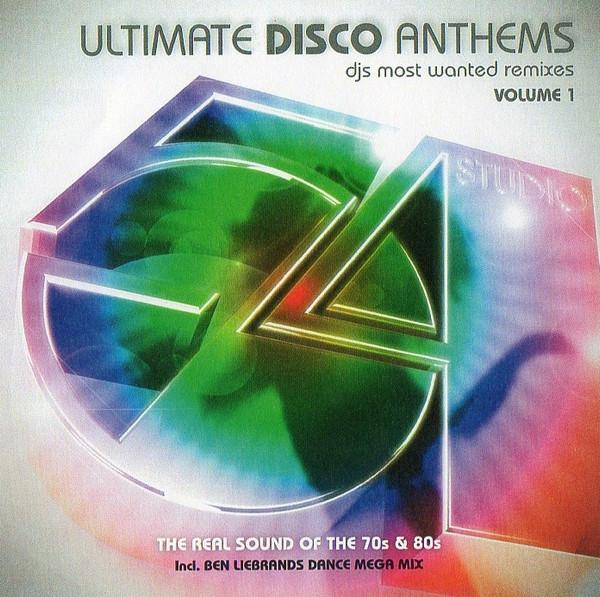 ULTIMATE DISCO ANTHEMS
djs most wanted remixes
VOLUME 1
STUDIO
54
THE REAL SOUND OF THE 70s & 80s
Incl. BEN LIEBRANDS DANCE MEGA MIX